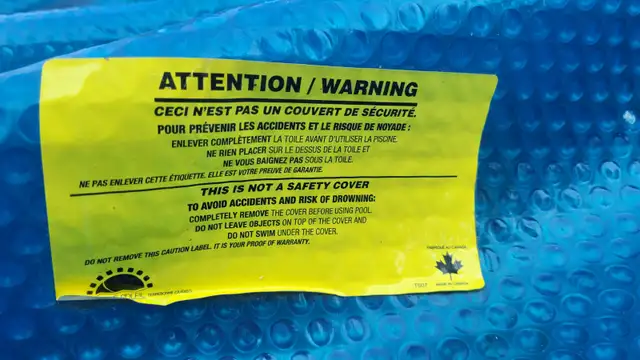 ATTENTION / WARNING
CECI N'EST PAS UN COUVERT DE SÉCURITÉ.
POUR PRÉVENIR LES ACCIDENTS ET LE RISQUE DE NOYADE :
ENLEVER COMPLÈTEMENT LA TOILE AVANT D'UTILISER LA PISCINE.
NE RIEN PLACER SUR LE DESSUS DE LA TOILE ET
NE VOUS BAIGNEZ PAS SOUS LA TOILE.
NE PAS ENLEVER CETTE ÉTIQUETTE. ELLE EST VOTRE PREUVE DE GARANTIE.
THIS IS NOT A SAFETY COVER
TO AVOID ACCIDENTS AND RISK OF DROWNING:
COMPLETELY REMOVE THE COVER BEFORE USING POOL.
DO NOT LEAVE OBJECTS ON TOP OF THE COVER AND
DO NOT SWIM UNDER THE COVER.
DO NOT REMOVE THIS CAUTION LABEL. IT IS YOUR PROOF OF WARRANTY.
FABRIQUÉ AU CANADA
MADE IN CANADA